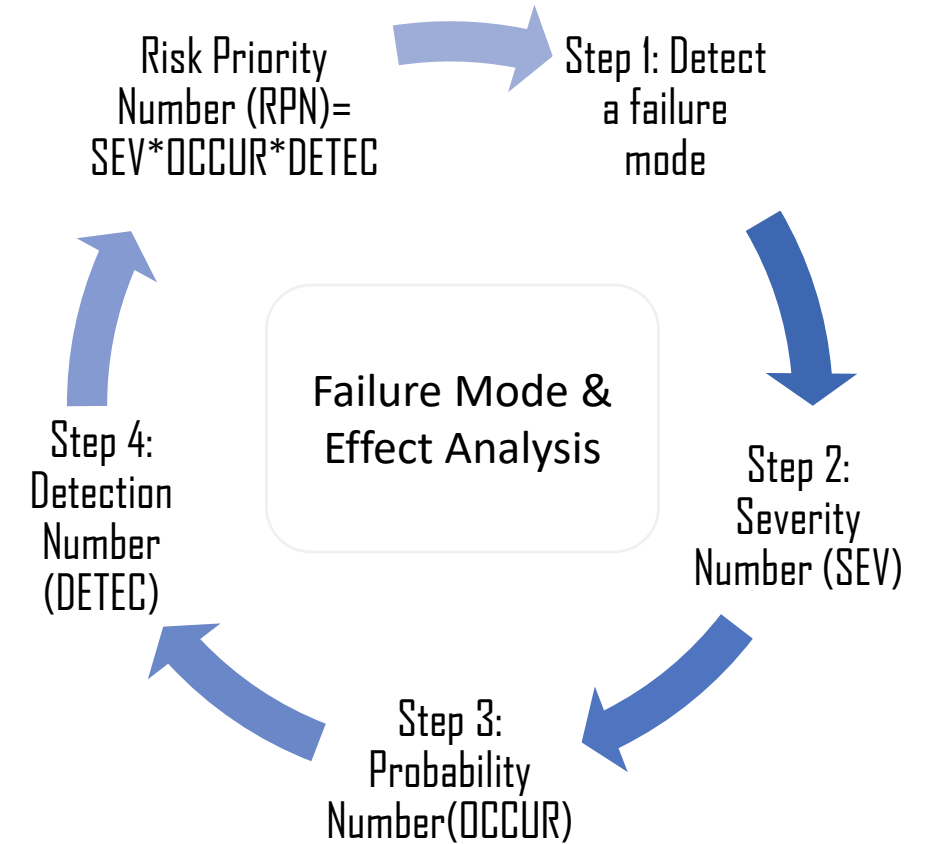 Risk Priority
Number (RPN)=
SEV*OCCUR*DETEC
Step 1: Detect
a failure
mode
Failure Mode &
Effect Analysis
Step 2:
Severity
Number (SEV)
Step 3:
Probability
Number(OCCUR)
Step 4:
Detection
Number
(DETEC)